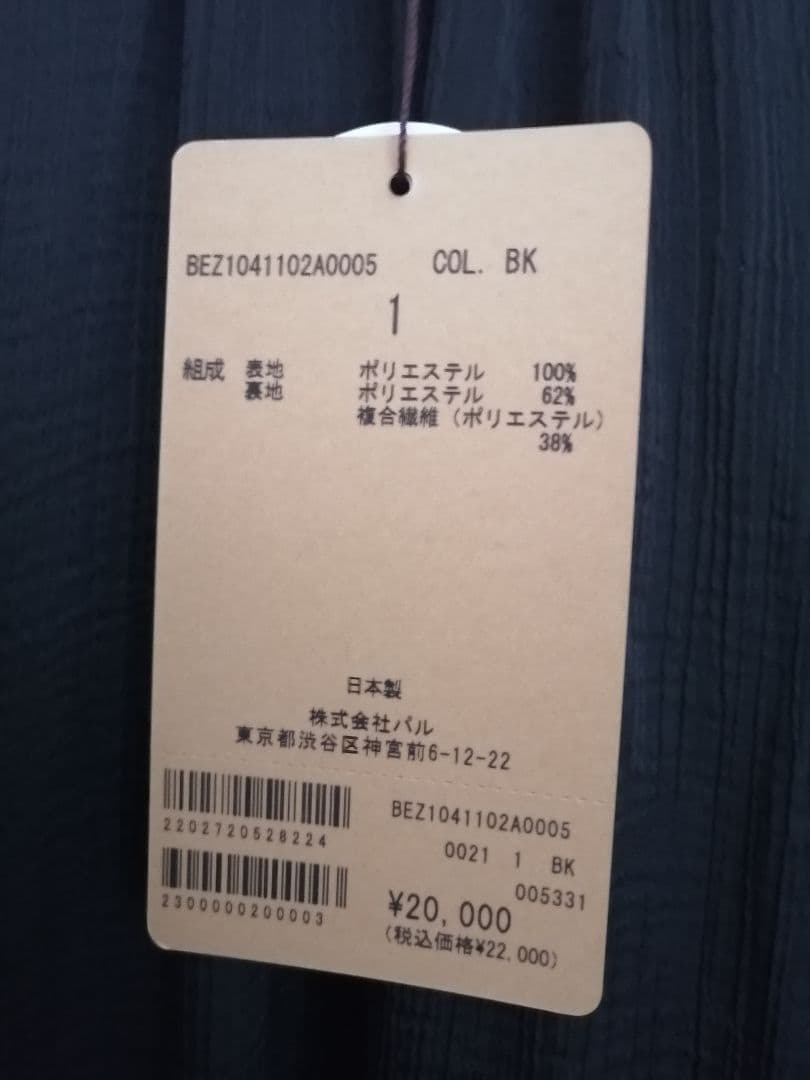 BEZ1041102A0005 COL. BK
1
組成 表地 ポリエステル 100%
裏地 ポリエステル 62%
複合繊維（ポリエステル）
38%
日本製
株式会社パル
東京都渋谷区神宮前6-12-22
2202720528224
2300000200003
BEZ1041102A0005
0021 1 BK
005331
¥20,000
(税込価格¥22,000)